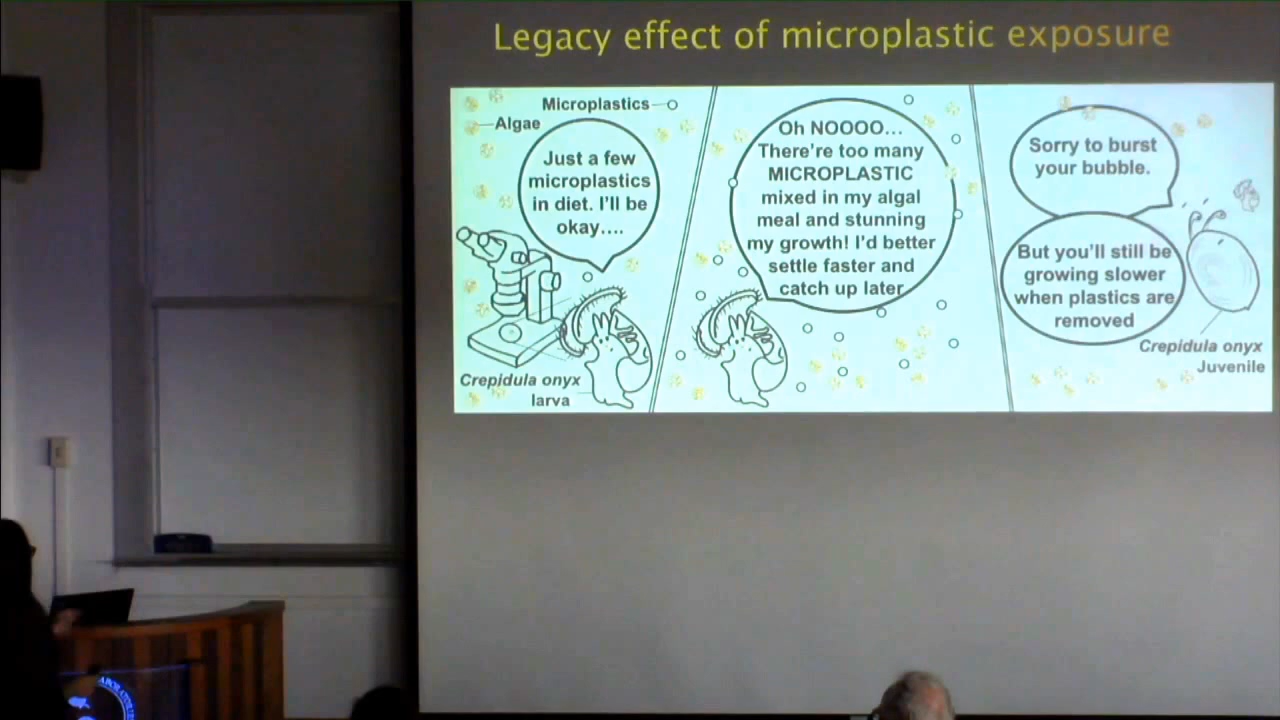 Legacy effect of microplastic exposure
Microplastics
Algae
Just a few
microplastics
in diet. I'll be
okay....
Crepidula onyx
larva
Oh NOOOO...
There're too many
MICROPLASTIC
mixed in my algal
meal and stunning
my growth! I'd better
settle faster and
catch up later
Sorry to burst
your bubble.
But you'll still be
growing slower
when plastics are
removed
Crepidula onyx
Juvenile